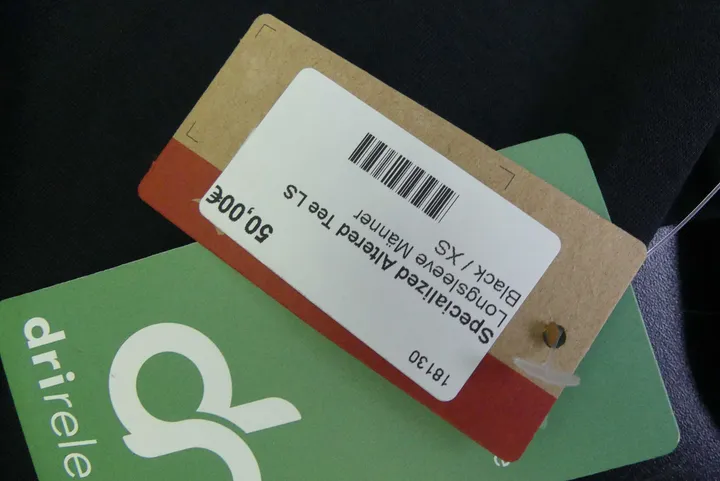 18130
Specialized Altered Tee LS
Longsleeve Männer
Black / XS
50,00€
drirele